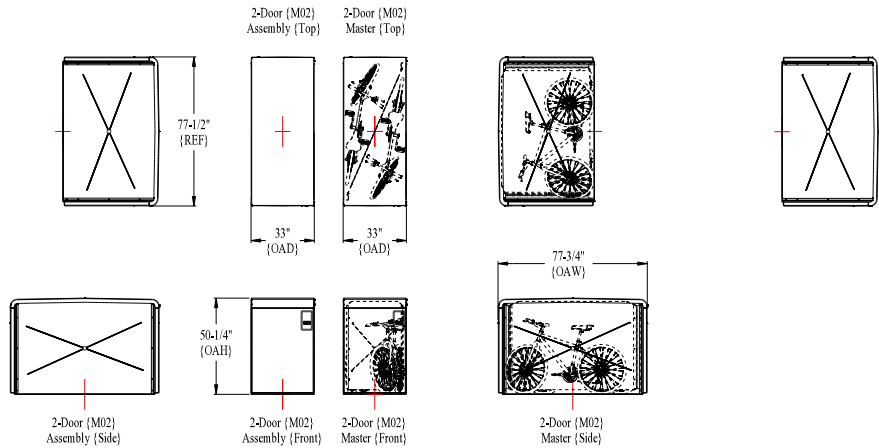 2-Door {M02}
Assembly {Top}
2-Door {M02}
Master {Top}
77-1/2"
{REF}
33"
{OAD}
33"
{OAD}
77-3/4"
{OAW}
50-1/4"
{OAH}
2-Door {M02}
Assembly {Side}
2-Door {M02}
Assembly {Front}
2-Door {M02}
Master {Front}
2-Door {M02}
Master {Side}